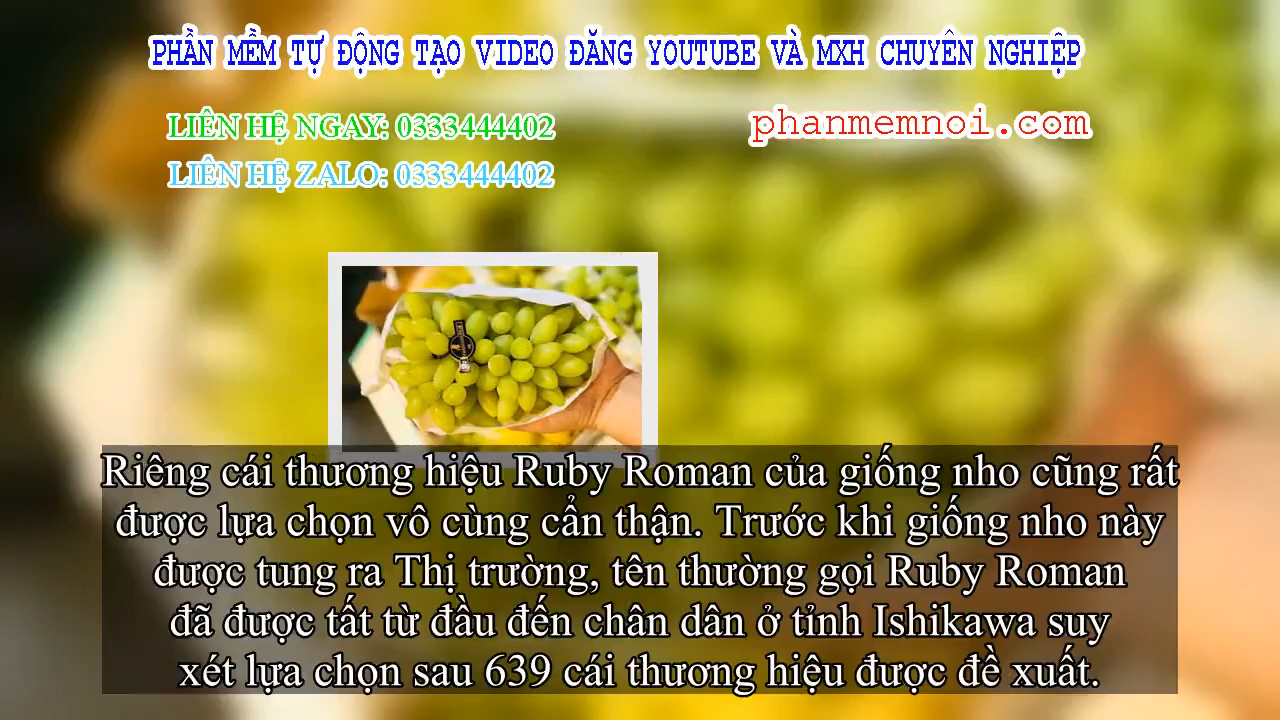 PHẦN MỀM TỰ ĐỘNG TẠO VIDEO ĐĂNG YOUTUBE VÀ MXH CHUYÊN NGHIỆP
LIÊN HỆ NGAY: 0333444402
phanmemnoi.com
LIÊN HỆ ZALO: 0333444402
Riêng cái thương hiệu Ruby Roman của giống nho cũng rất
được lựa chọn vô cùng cẩn thận. Trước khi giống nho này
được tung ra Thị trường, tên thường gọi Ruby Roman
đã được tất từ đầu đến chân dân ở tỉnh Ishikawa suy
xét lựa chọn sau 639 cái thương hiệu được đề xuất.